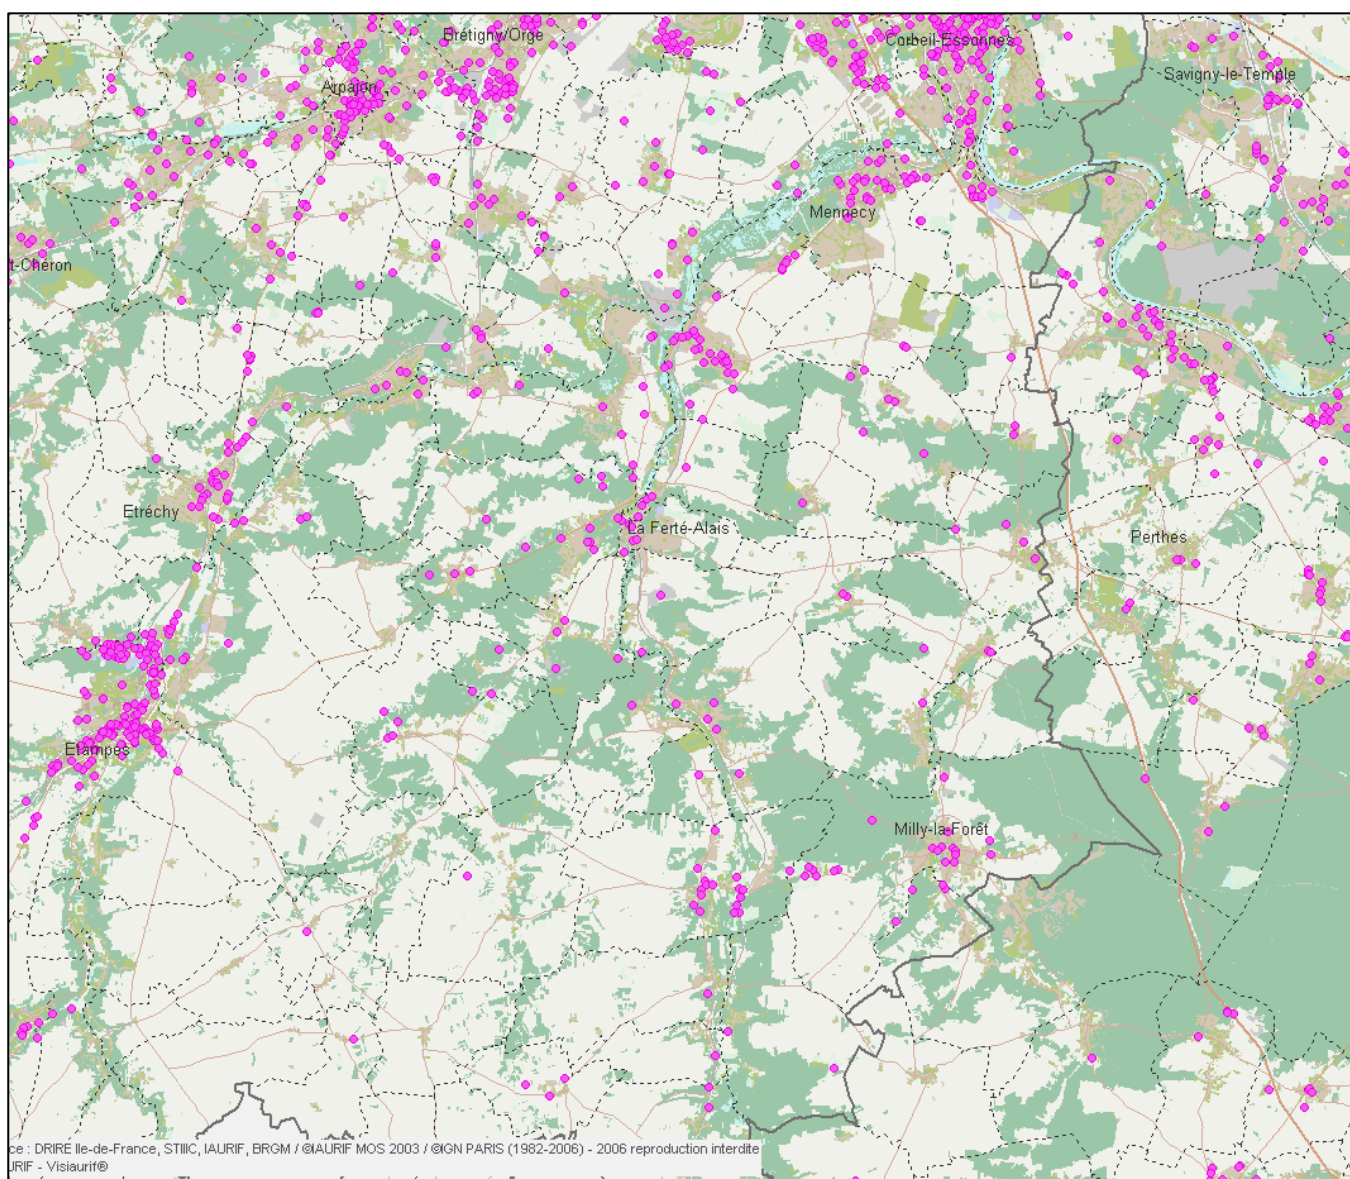 Brétigny/Orge
Corbeil-Essonnes
Savigny-le-Temple
Arpajon
Mennecy
t-Chéron
Etréchy
La Ferté-Alais
Perthes
Etampes
Milly-la-Forêt
ce : DRIRE Ile-de-France, STIIIC, IAURIF, BRGM / ©IAURIF MOS 2003 / ©IGN PARIS (1982-2006) - 2006 reproduction interdite
URIF - Visiaurif®